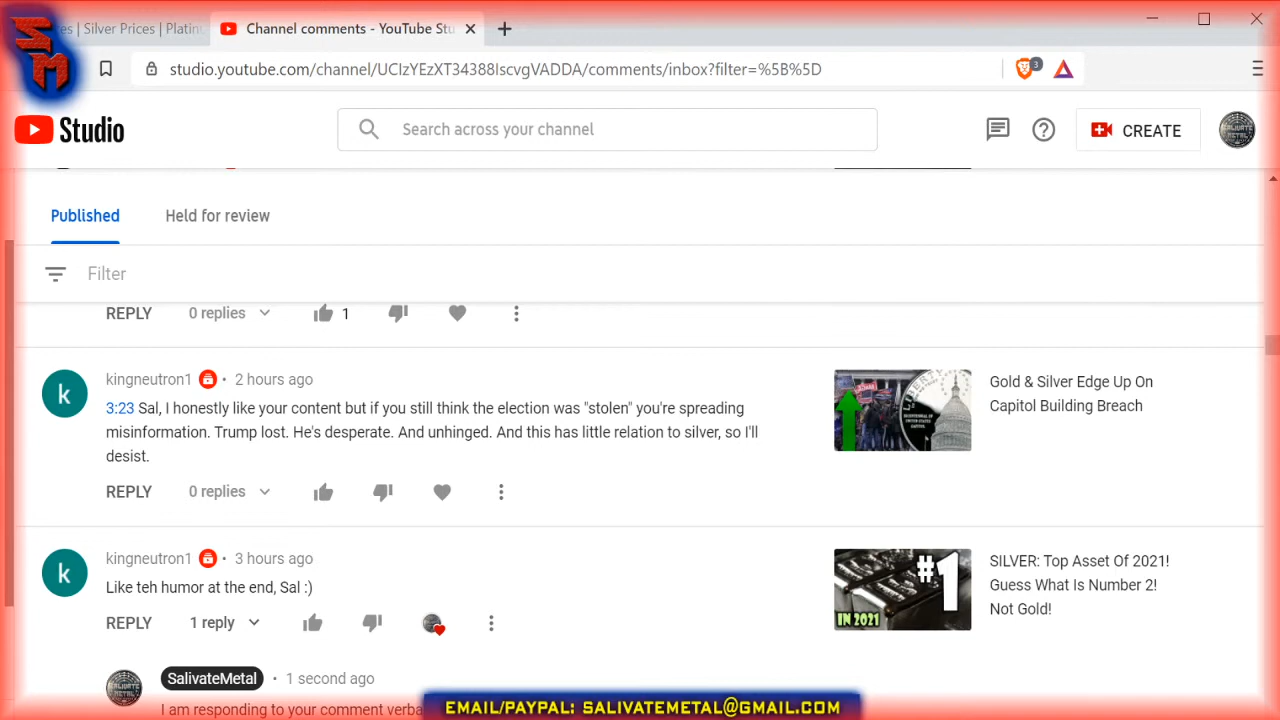 SM
es | Silver Prices | Platin
Channel comments - YouTube Stu
studio.youtube.com/channel/UCIzYEzXT34388lscvgVADDA/comments/inbox?filter=%5B%5D
3
Studio
Search across your channel
CREATE
Published
Held for review
Filter
REPLY 0 replies 1
kingneutron1 • 2 hours ago
3:23 Sal, I honestly like your content but if you still think the election was "stolen" you're spreading
misinformation. Trump lost. He's desperate. And unhinged. And this has little relation to silver, so I'll
desist.
REPLY 0 replies
LIBERTY
Gold & Silver Edge Up On
Capitol Building Breach
kingneutron1 • 3 hours ago
Like teh humor at the end, Sal :)
REPLY 1 reply
#1
IN 2021
SILVER: Top Asset Of 2021!
Guess What Is Number 2!
Not Gold!
SalivateMetal • 1 second ago
I am responding to your comment verba
EMAIL/PAYPAL: SALIVATEMETAL@GMAIL.COM